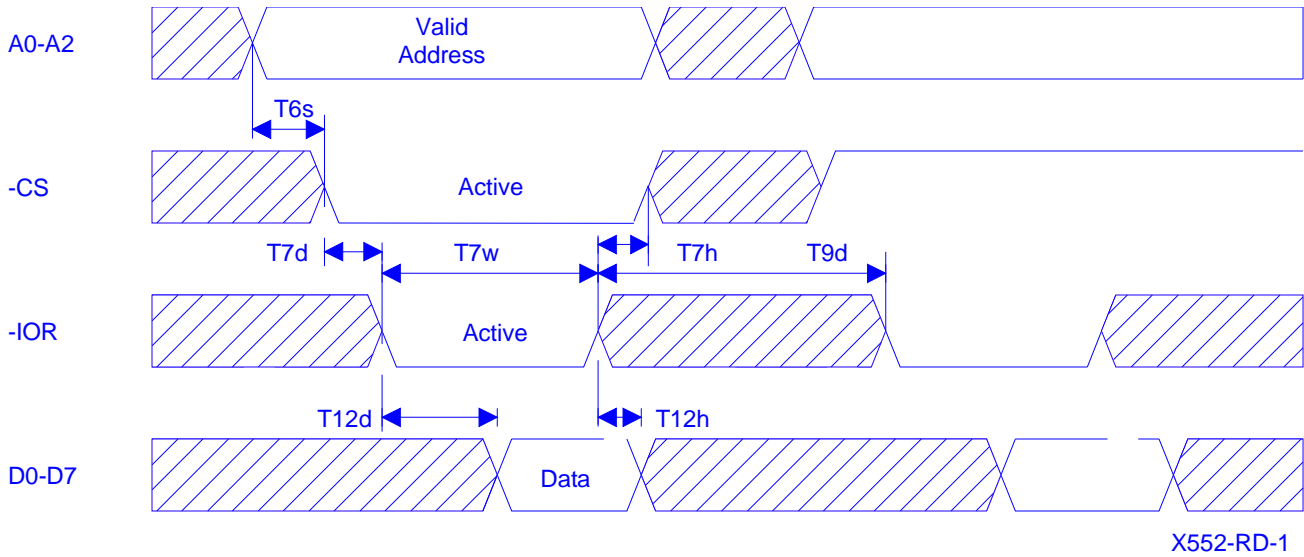 A0-A2
Valid
Address
T6s
-CS
Active
T7d
T7w
T7h
T9d
-IOR
Active
T12d
T12h
D0-D7
Data
X552-RD-1